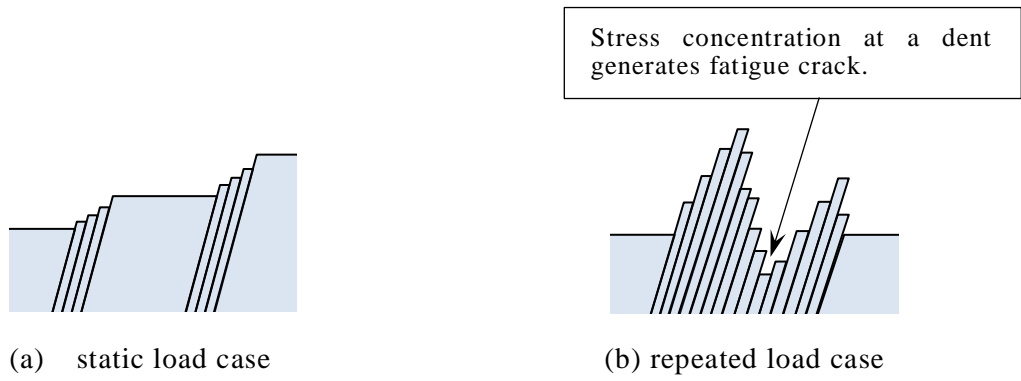 Stress concentration at a dent
generates fatigue crack.
(a) static load case
(b) repeated load case